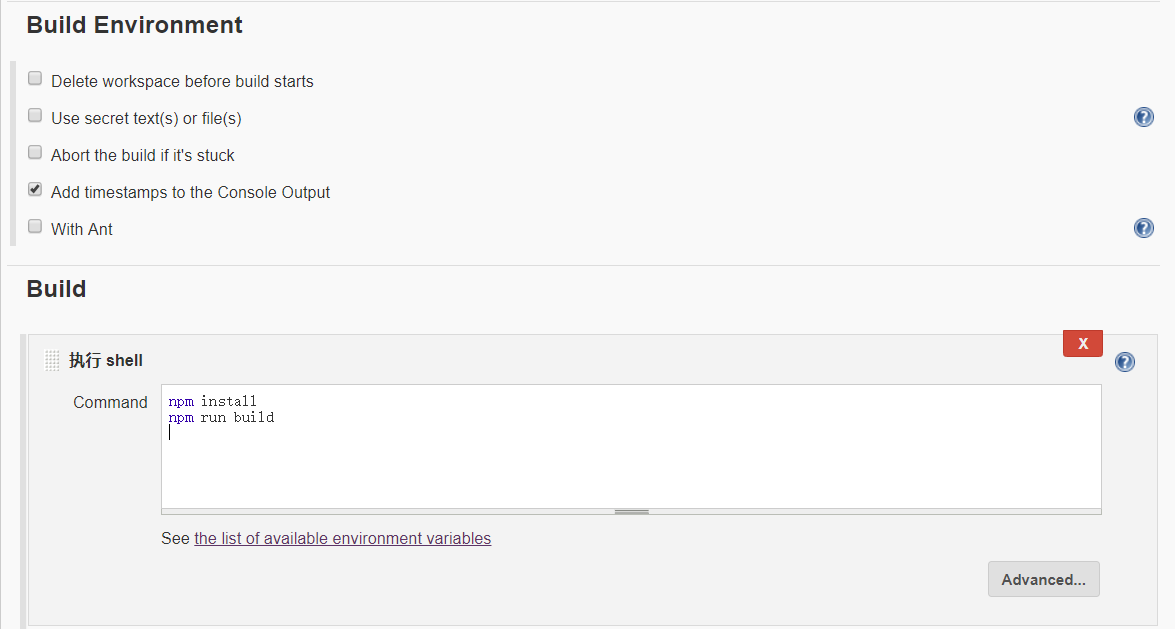 Build Environment
Delete workspace before build starts
Use secret text(s) or file(s)
Abort the build if it's stuck
Add timestamps to the Console Output
With Ant
Build
X
执行 shell
Command
npm install
npm run build
See the list of available environment variables
Advanced...